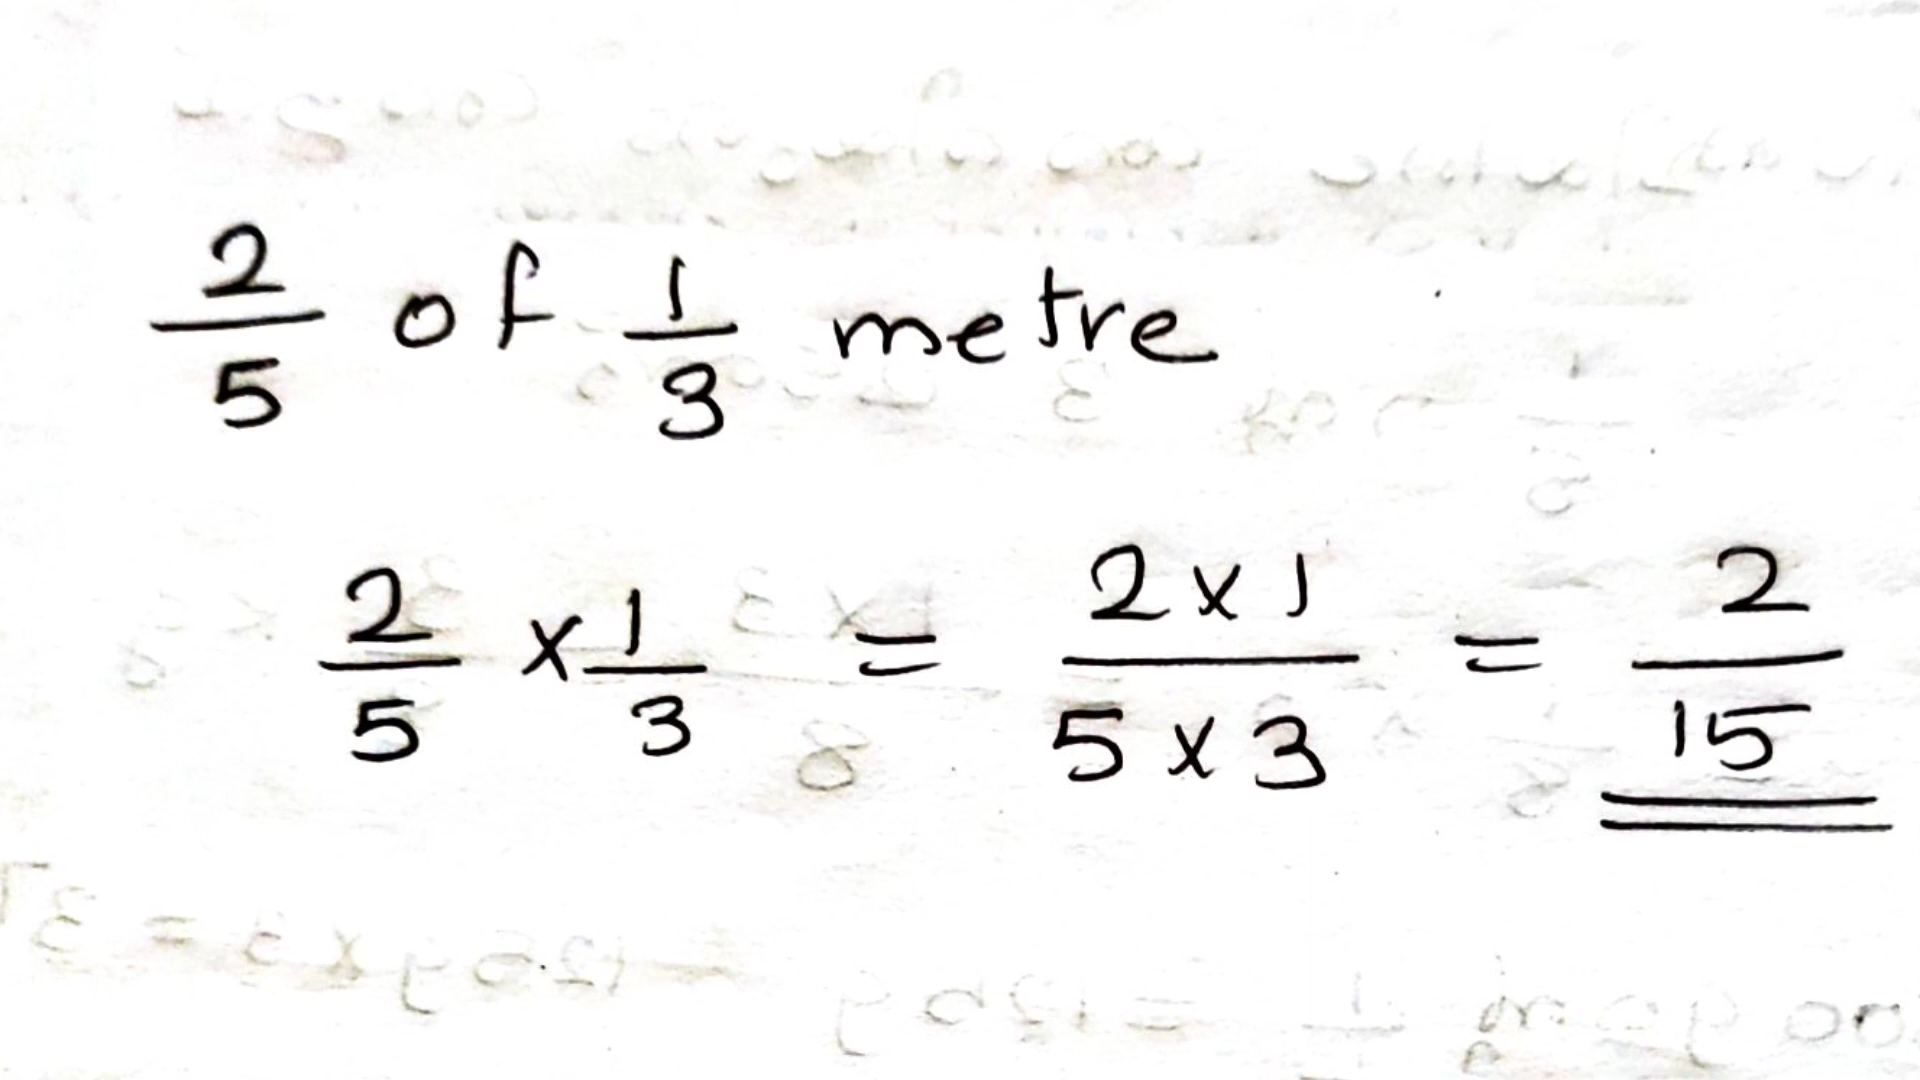 2/5 of 1/3 metre
2/5 x 1/3 = 2 x 1 / 5 x 3 = 2/15